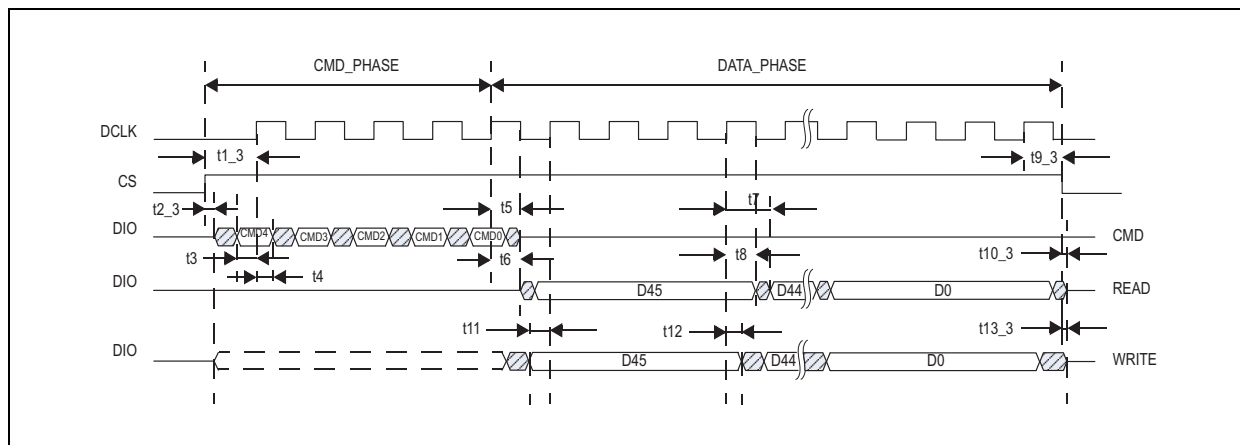 CMD_PHASE DATA_PHASE
DCLK
t1_3 t9_3
CS
t2_3 t5 t7
DIO CMD4 CMD3 CMD2 CMD1 CMD0 CMD
t3 t4 t6 t8 t10_3
DIO D45 D44 D0 READ
t11 t12 t13_3
DIO D45 D44 D0 WRITE